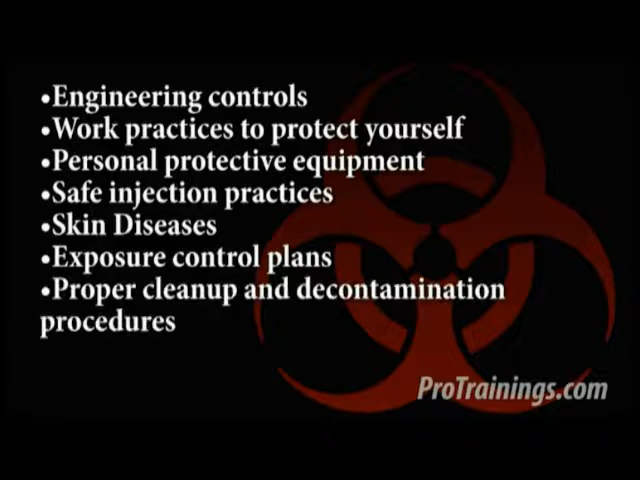 •Engineering controls
•Work practices to protect yourself
•Personal protective equipment
•Safe injection practices
•Skin Diseases
•Exposure control plans
•Proper cleanup and decontamination
procedures
ProTrainings.com